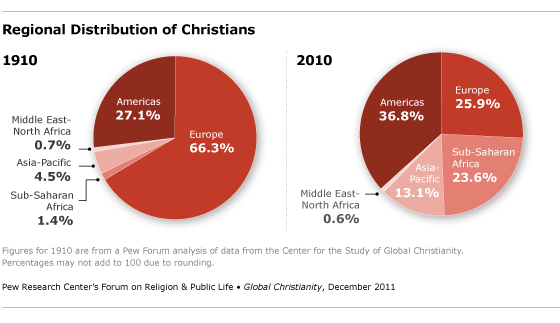 Regional Distribution of Christians
1910
Americas
27.1%
Europe
66.3%
Middle East-
North Africa
0.7%
Asia-Pacific
4.5%
Sub-Saharan
Africa
1.4%
2010
Americas
36.8%
Europe
25.9%
Sub-Saharan
Africa
23.6%
Asia-
Pacific
13.1%
Middle East-
North Africa
0.6%
Figures for 1910 are from a Pew Forum analysis of data from the Center for the Study of Global Christianity.
Percentages may not add to 100 due to rounding.
Pew Research Center's Forum on Religion & Public Life • Global Christianity, December 2011